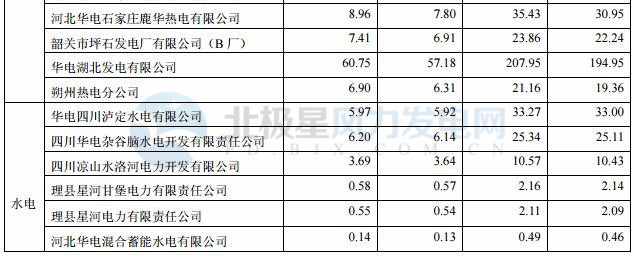 河北华电石家庄鹿华热电有限公司 8.96 7.80 35.43 30.95
韶关市坪石发电厂有限公司（B 厂） 7.41 6.91 23.86 22.24
华电湖北发电有限公司 60.75 57.18 207.95 194.95
朔州热电分公司 6.90 6.31 21.16 19.36
华电四川泸定水电有限公司 5.97 5.92 33.27 33.00
四川华电杂谷脑水电开发有限责任公司 6.20 6.14 25.34 25.11
四川凉山水洛河电力开发有限公司 3.69 3.64 10.57 10.43
理县星河甘堡电力有限责任公司 0.58 0.57 2.16 2.14
水电
理县星河电力有限责任公司 0.55 0.54 2.11 2.09
河北华电混合蓄能水电有限公司 0.14 0.13 0.49 0.46
北极星风力发电网
FD.BJX.COM.CN